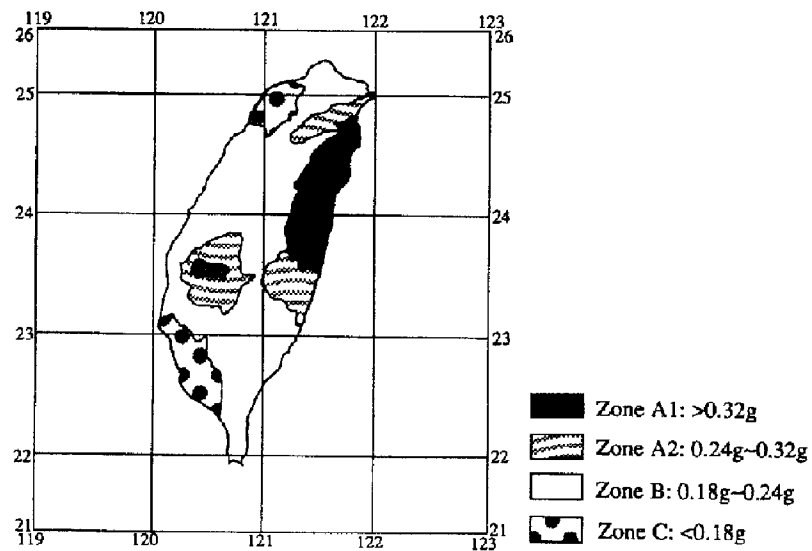 119 120 121 122 123
26 26
25 25
24 24
23 23
22 22
21 21
119 120 121 122 123
Zone A1: >0.32g
Zone A2: 0.24g~0.32g
Zone B: 0.18g~0.24g
Zone C: <0.18g